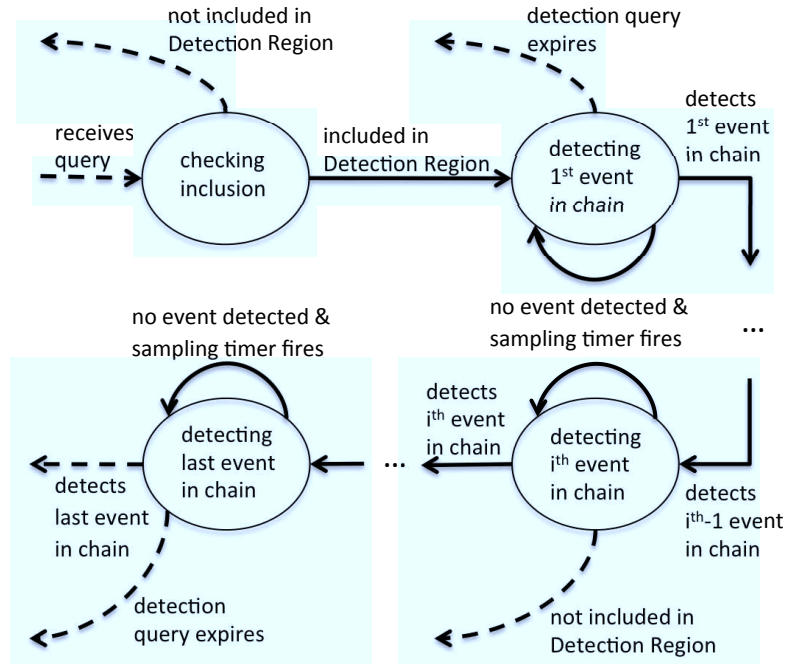 not included in
Detection Region
detection query
expires
receives
query
checking
inclusion
included in
Detection Region
detecting
1st event
in chain
detects
1st event
in chain
no event detected &
sampling timer fires
no event detected &
sampling timer fires
...
detecting
last event
in chain
...
detects
ith event
in chain
detecting
ith event
in chain
detects
ith-1 event
in chain
detects
last event
in chain
detection
query expires
not included in
Detection Region